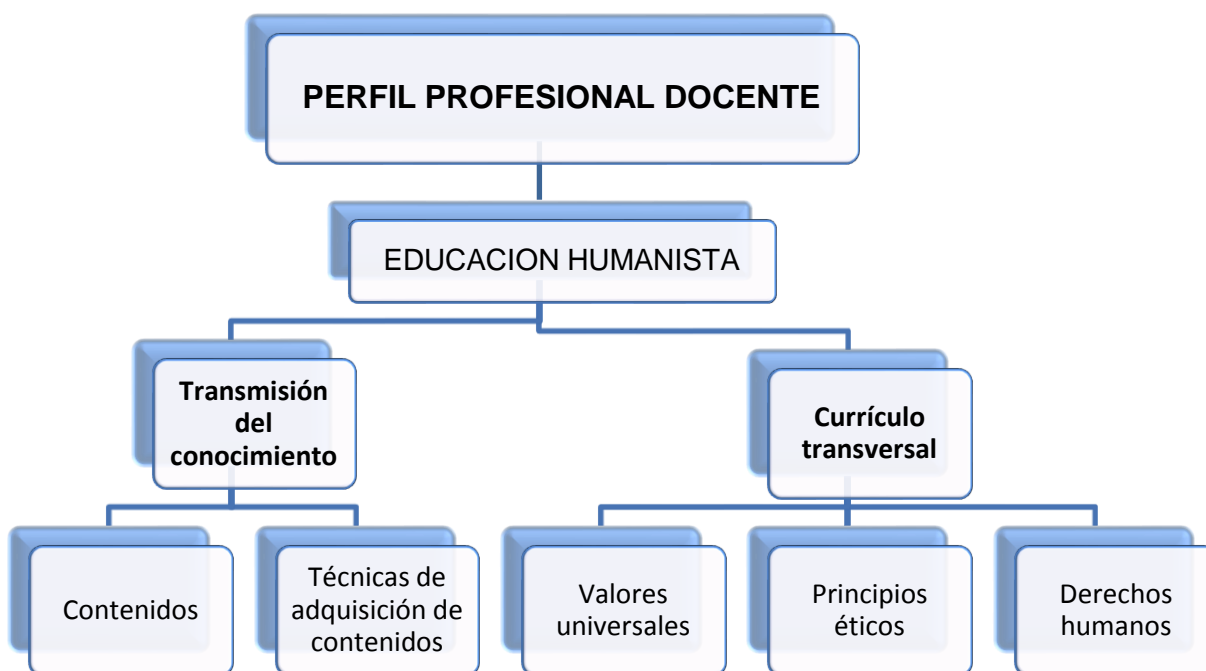 PERFIL PROFESIONAL DOCENTE
EDUCACION HUMANISTA
Transmisión
del
conocimiento
Currículo
transversal
Contenidos
Técnicas de
adquisición de
contenidos
Valores
universales
Principios
éticos
Derechos
humanos